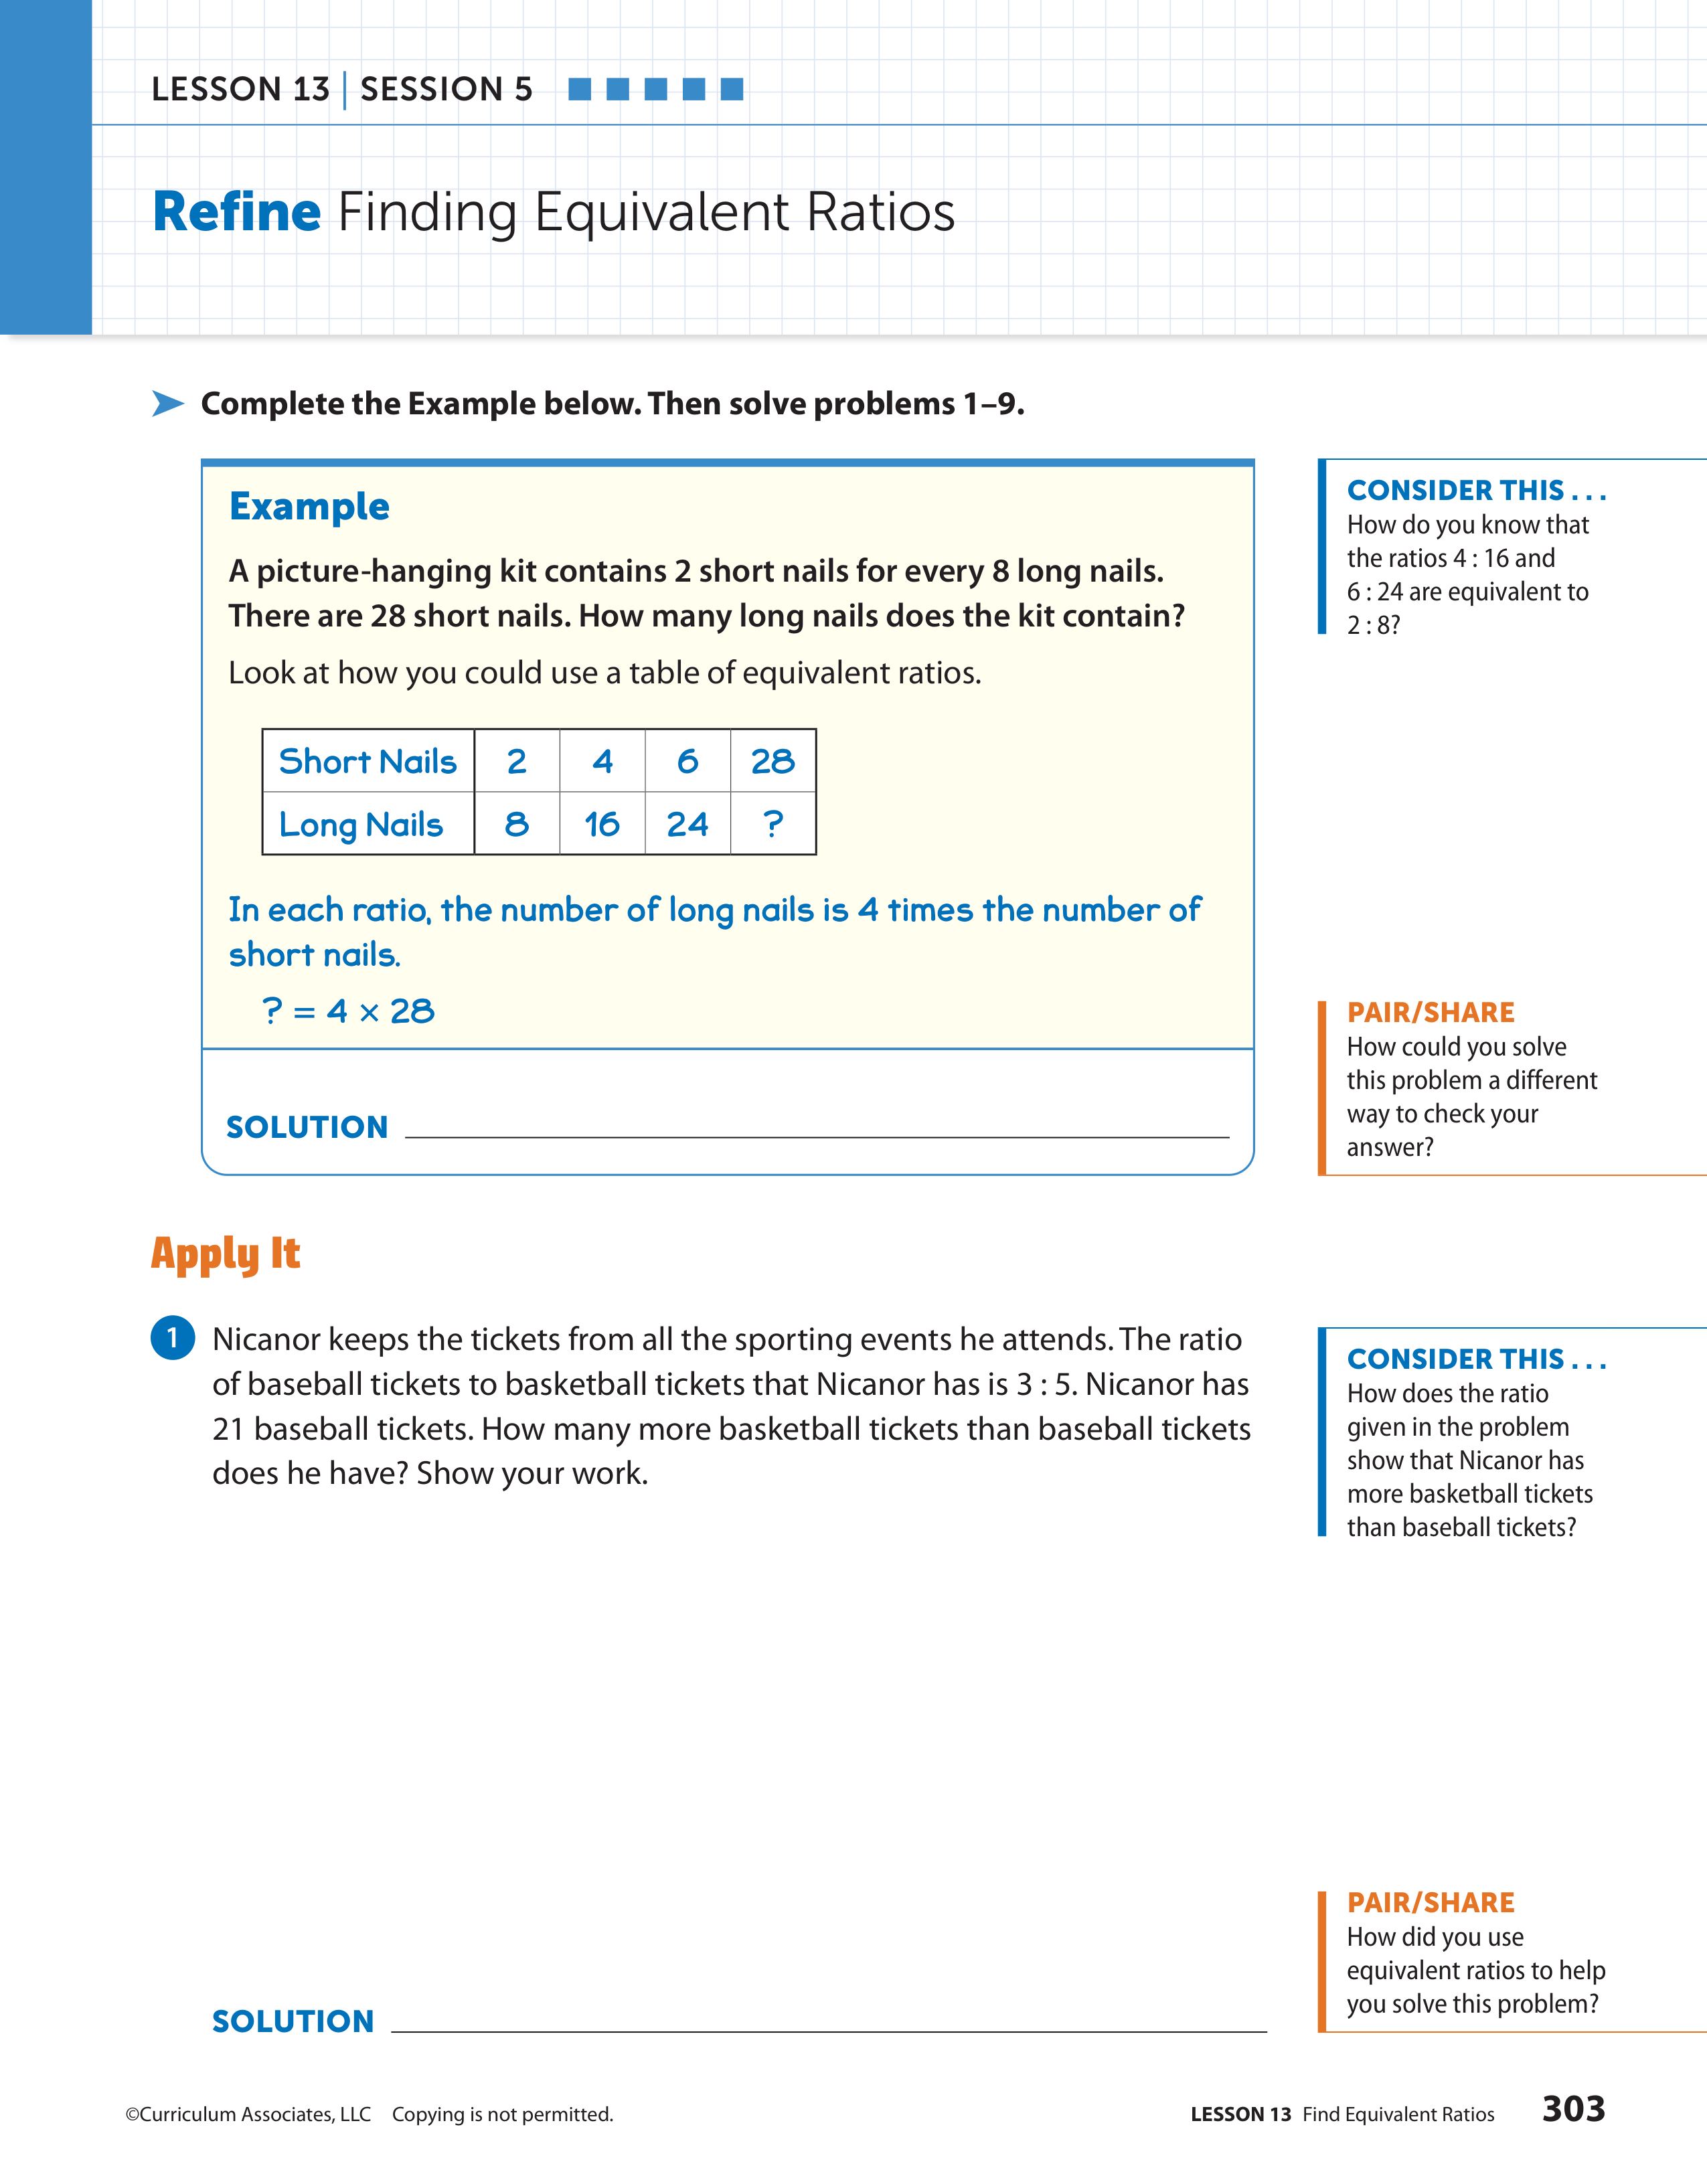 LESSON 13 | SESSION 5
Refine Finding Equivalent Ratios
Complete the Example below. Then solve problems 1–9.
Example
A picture-hanging kit contains 2 short nails for every 8 long nails.
There are 28 short nails. How many long nails does the kit contain?
Look at how you could use a table of equivalent ratios.
Short Nails 2 4 6 28
Long Nails 8 16 24 ?
In each ratio, the number of long nails is 4 times the number of
short nails.
? = 4 × 28
SOLUTION
CONSIDER THIS . . .
How do you know that
the ratios 4 : 16 and
6 : 24 are equivalent to
2 : 8?
PAIR/SHARE
How could you solve
this problem a different
way to check your
answer?
Apply It
1 Nicanor keeps the tickets from all the sporting events he attends. The ratio
of baseball tickets to basketball tickets that Nicanor has is 3 : 5. Nicanor has
21 baseball tickets. How many more basketball tickets than baseball tickets
does he have? Show your work.
SOLUTION
CONSIDER THIS . . .
How does the ratio
given in the problem
show that Nicanor has
more basketball tickets
than baseball tickets?
PAIR/SHARE
How did you use
equivalent ratios to help
you solve this problem?
©Curriculum Associates, LLC Copying is not permitted.
LESSON 13 Find Equivalent Ratios 303